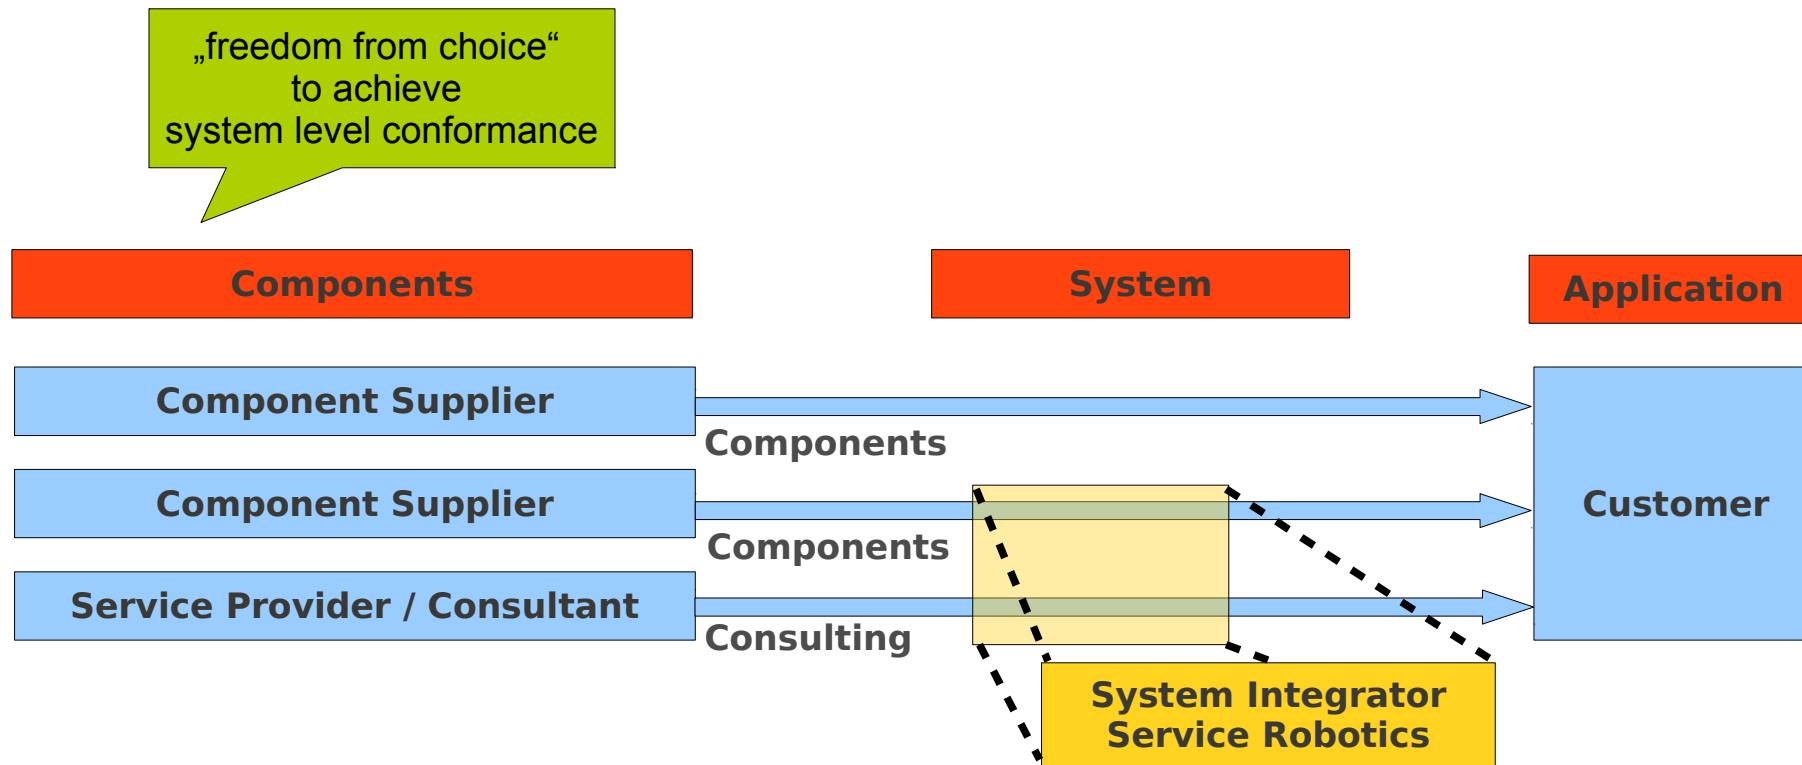 „freedom from choice“
to achieve
system level conformance
Components
System
Application
Component Supplier
Components
Component Supplier
Components
Customer
Service Provider / Consultant
Consulting
System Integrator
Service Robotics